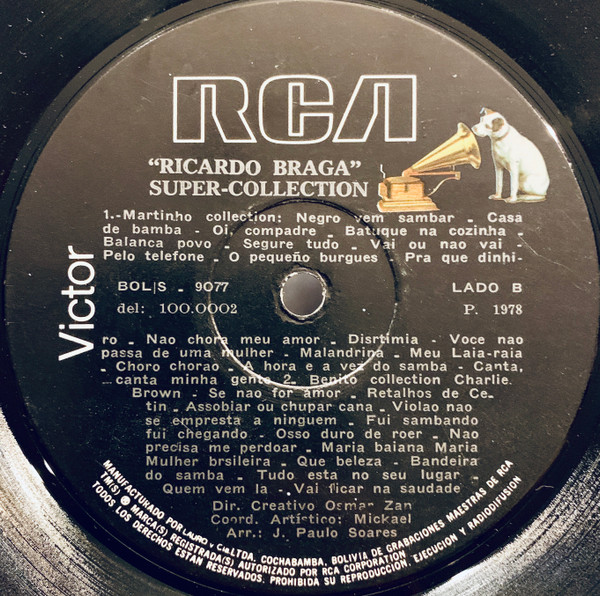 RCA
"RICARDO BRAGA"
SUPER-COLLECTION
1.-Martinho collection: Negro vem sambar - Casa
de bamba - Oi, compadre - Batuque na cozinha -
Balanca povo - Segure tudo - Vai ou nao vai -
Pelo telefone - O pequeño burgues - Pra que dinhi-
Victor
BOL|S - 9077
LADO B
del: 100.0002
P. 1978
ro - Nao chora meu amor - Disrtimia - Voce nao
passa de uma mulher - Malandrina - Meu Laia-raia
- Choro chorao - A hora e a vez do samba - Canta,
canta minha gente 2. Benito collection Charlie
Brown - Se nao for amor - Retalhos de Ce-
tin - Assobiar ou chupar cana - Violao nao
se empresta a ninguem - Fui sambando
fui chegando - Osso duro de roer - Nao
precisa me perdoar - Maria baiana Maria
Mulher brsileira - Que beleza - Bandeira
do samba - Tudo esta no seu lugar -
Quem vem la - Vai ficar na saudade
Dir. Creativo Osmar Zan
Coord. Artístico: Mickael
Arr.: J. Paulo Soares
MANUFACTURADO POR LAURO y Cia LTDA. COCHABAMBA, BOLIVIA DE GRABACIONES MAESTRAS DE RCA
TM(S) ® MARCA(S) REGISTRADA(S) AUTORIZADO POR RCA CORPORATION
TODOS LOS DERECHOS ESTAN RESERVADOS. PROHIBIDA SU REPRODUCCION, EJECUCION Y RADIODIFUSION